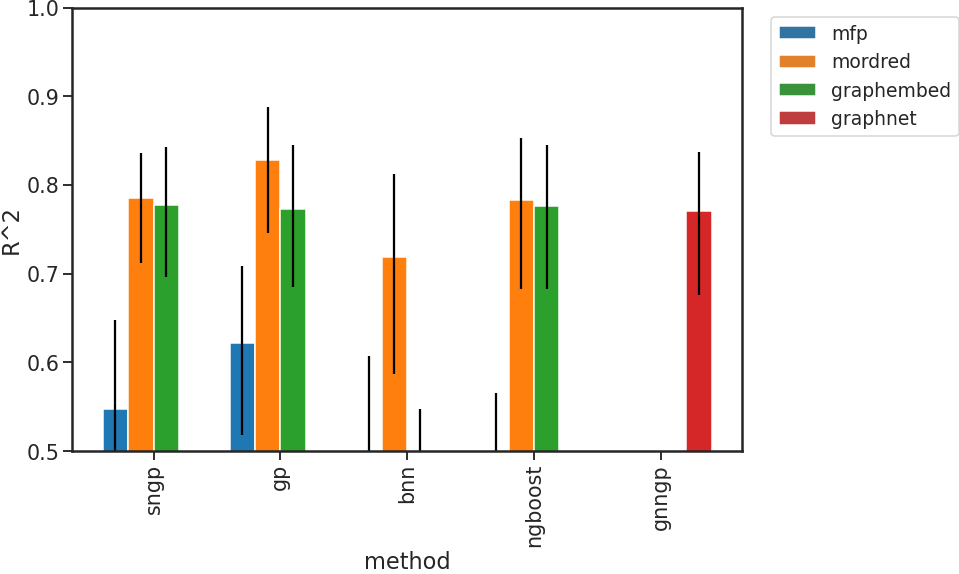 1.0
0.9
0.8
0.7
0.6
0.5
R^2
sngp
gp
bnn
ngboost
gnngp
method
mfp
mordred
graphembed
graphnet